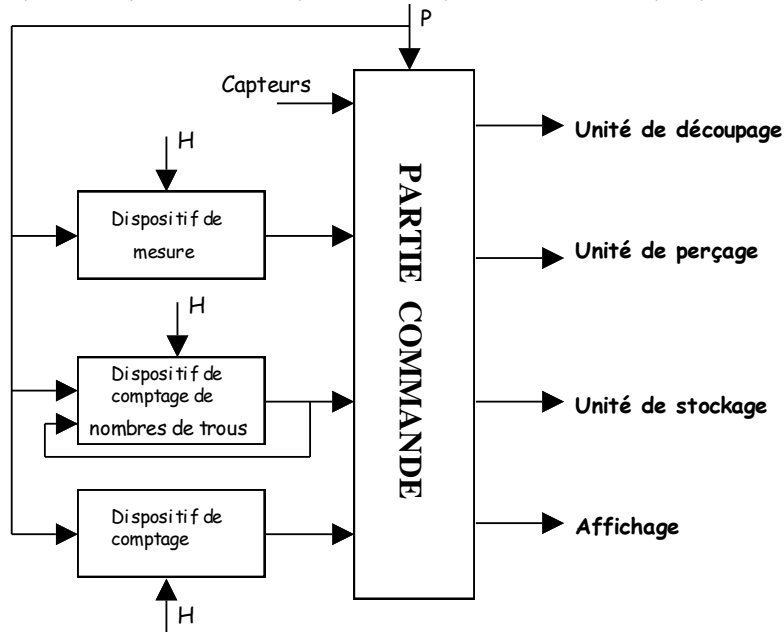 P
Capteurs
Unité de découpage
H
Dispositif de
mesure
Unité de perçage
H
Dispositif de
comptage de
nombres de trous
PARTIE COMMANDE
Unité de stockage
Dispositif de
comptage
Affichage
H